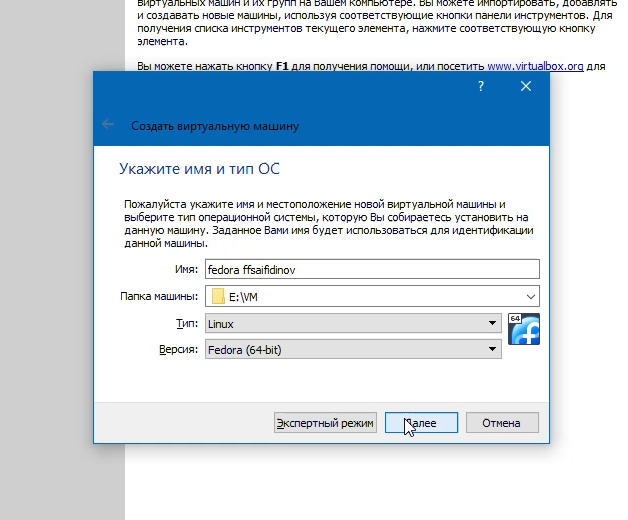 виртуальных машин и их групп на Вашем компьютере. Вы можете импортировать, добавлять
и создавать новые машины, используя соответствующие кнопки панели инструментов. Для
получения списка инструментов текущего элемента, нажмите соответствующую кнопку
элемента.
Вы можете нажать кнопку F1 для получения помощи, или посетить www.virtualbox.org для
?
Создать виртуальную машину
Укажите имя и тип ОС
Пожалуйста укажите имя и местоположение новой виртуальной машины и
выберите тип операционной системы, которую Вы собираетесь установить на
данную машину. Заданное Вами имя будет использоваться для идентификации
данной машины.
Имя: fedora ffsaifidinov
Папка машины: E:\VM
Тип: Linux
64
Версия: Fedora (64-bit)
Экспертный режим Далее Отмена